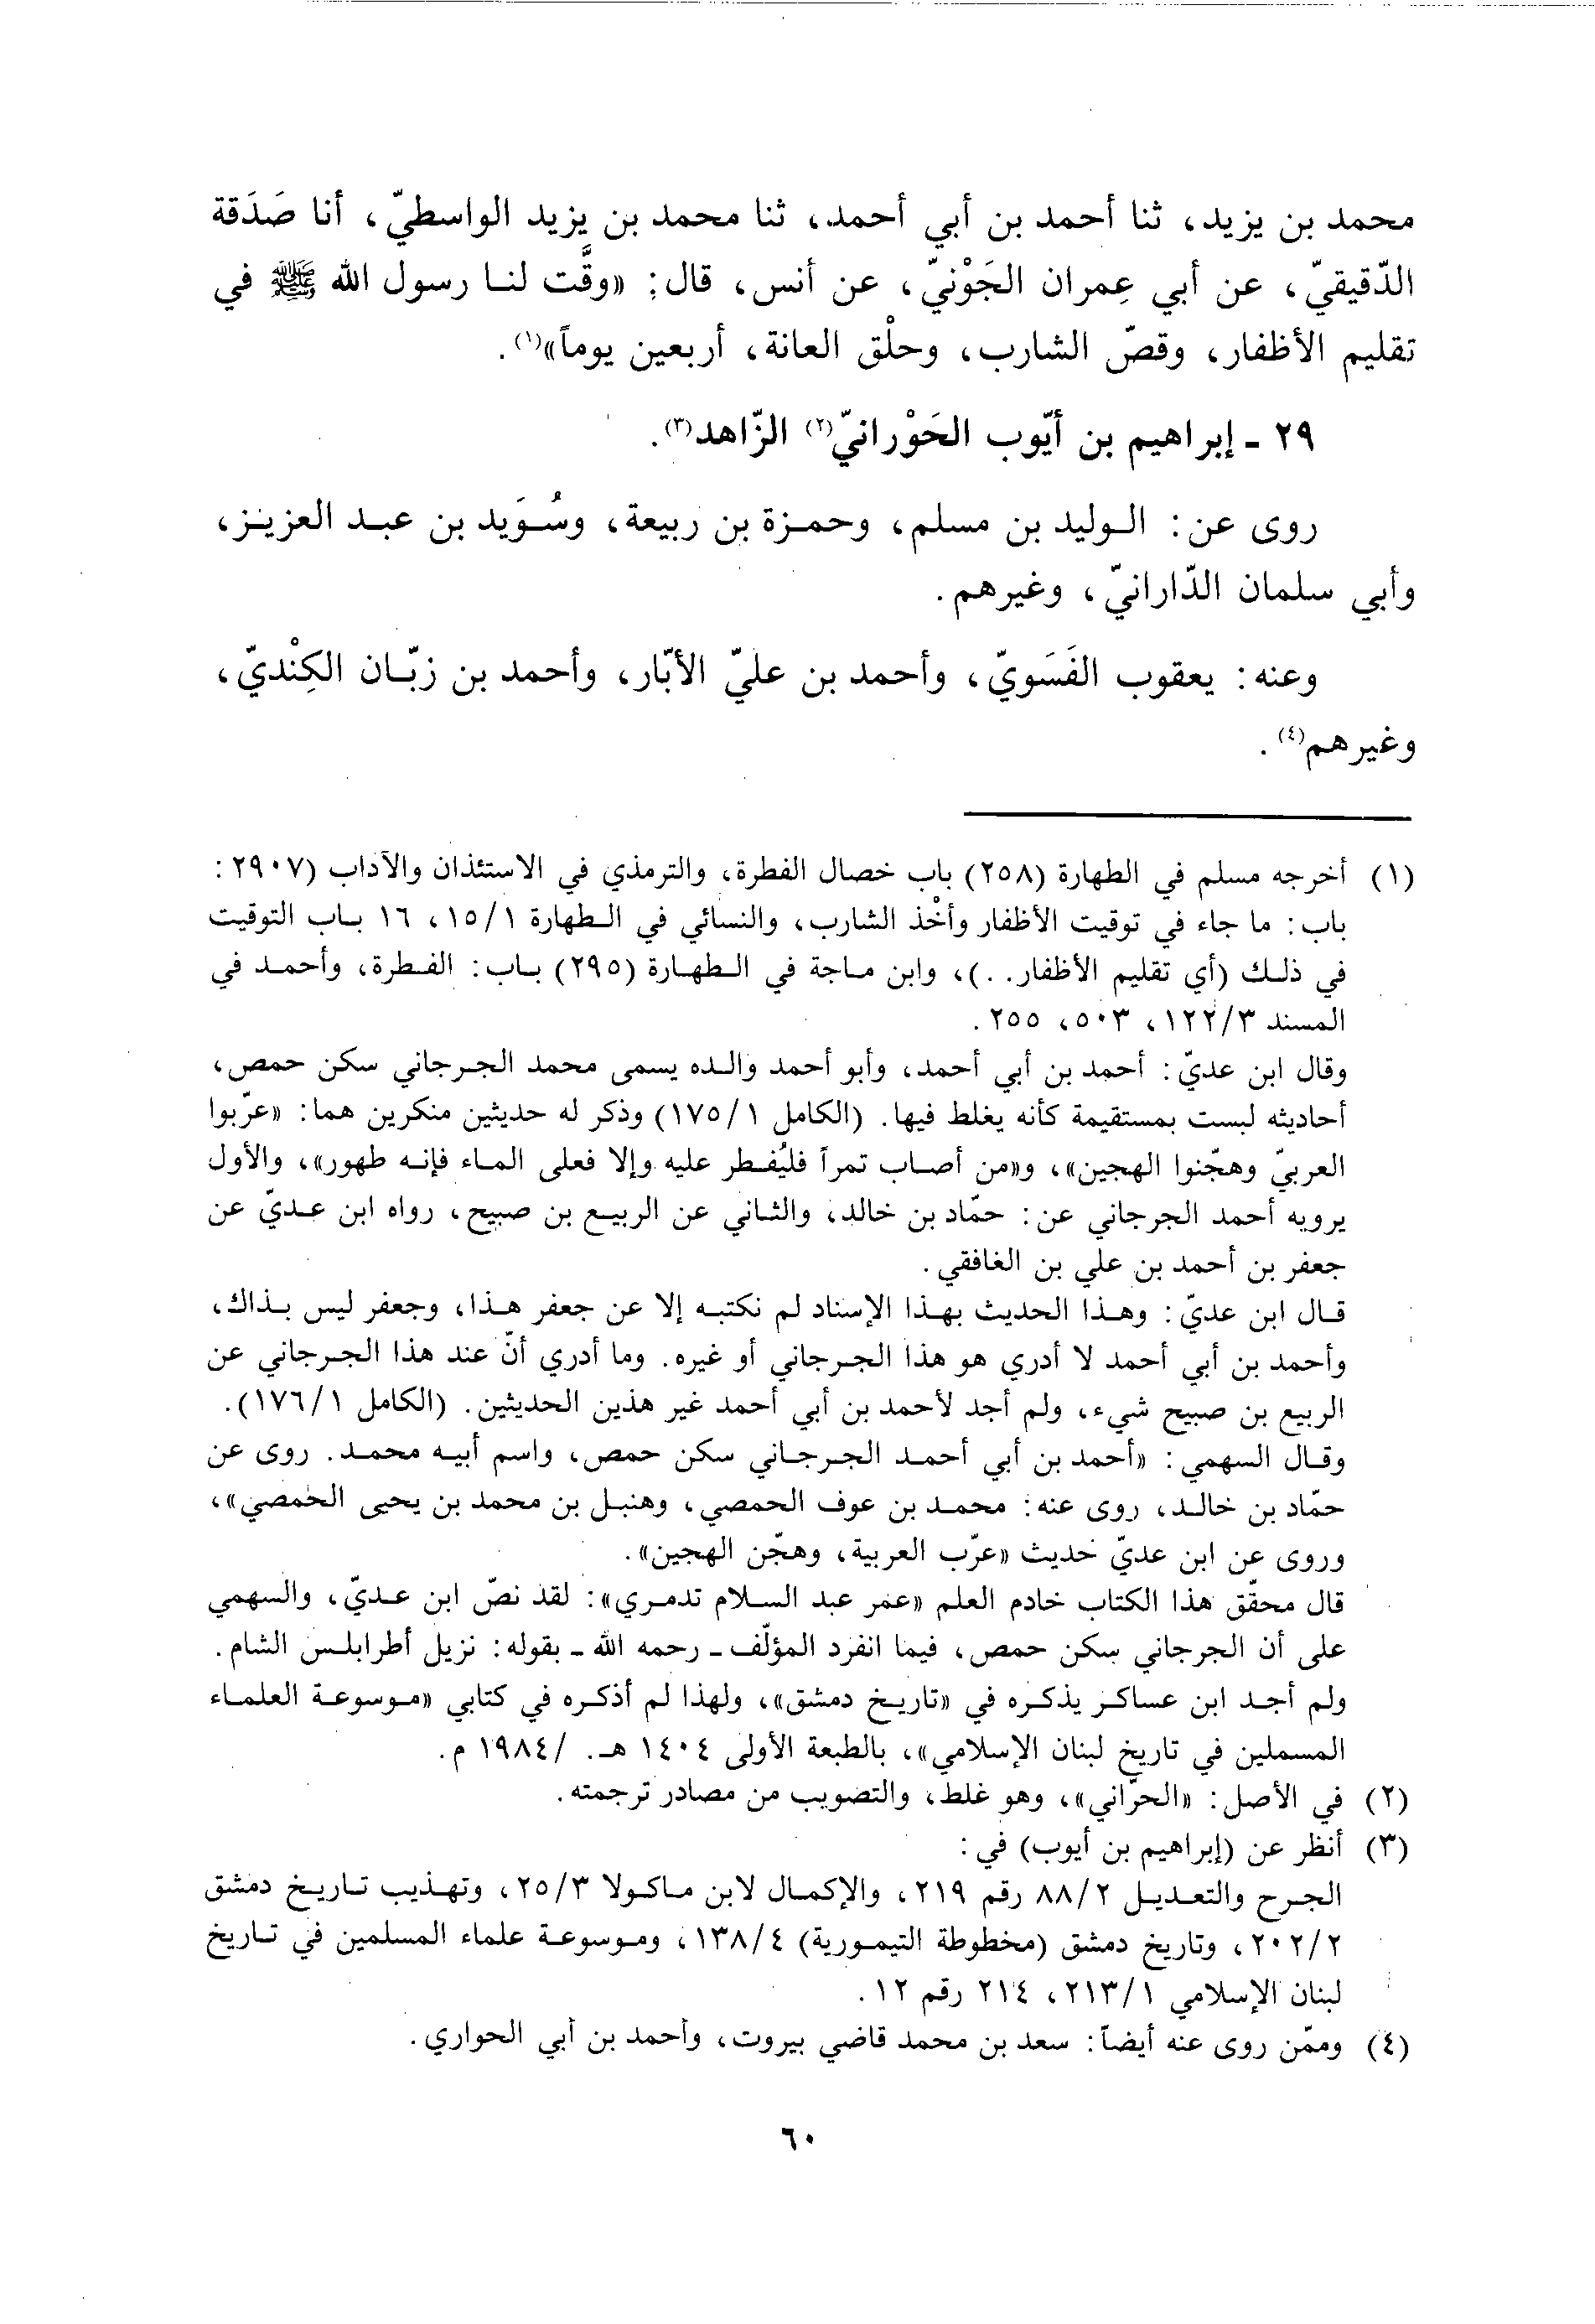 محمد بن يزيد، ثنا أحمد بن أبي أحمد، ثنا محمد بن يزيد الواسطيّ، أنا صَدَقة
الدّقيقيّ، عن أبي عِمران الجَوْنيّ، عن أنس، قال: «وقَّت لنا رسول الله ﷺ في
تقليم الأظفار، وقصّ الشارب، وحلْق العانة، أربعين يوماً»(١).
٢٩ ـ إبراهيم بن أيّوب الحَوْرانيّ(٢) الزّاهد(٣).
روى عن: الوليد بن مسلم، وحمزة بن ربيعة، وسُوَيد بن عبد العزيز،
وأبي سلمان الدّارانيّ، وغيرهم.
وعنه: يعقوب الفَسَويّ، وأحمد بن عليّ الأبّار، وأحمد بن زبّان الكِنْديّ،
وغيرهم(٤).
(١) أخرجه مسلم في الطهارة (٢٥٨) باب خصال الفطرة، والترمذي في الاستئذان والآداب (٢٩٠٧:
باب: ما جاء في توقيت الأظفار وأخْذ الشارب، والنسائي في الطهارة ١٥/١، ١٦ باب التوقيت
في ذلك (أي تقليم الأظفار. .)، وابن ماجة في الطهارة (٢٩٥) باب: الفطرة، وأحمد في
المسند ١٢٢/٣، ٥٠٣، ٢٥٥.
وقال ابن عديّ: أحمد بن أبي أحمد، وأبو أحمد والده يسمى محمد الجرجاني سكن حمص،
أحاديثه لبست بمستقيمة كأنه يغلط فيها. (الكامل ١٧٥/١) وذكر له حديثين منكرين هما: «عرّبوا
العربيّ وهجّنوا الهجين»، و«من أصاب تمراً فليُفطر عليه وإلا فعلى الماء فإنه طهور»، والأول
يرويه أحمد الجرجاني عن: حمّاد بن خالد، والثاني عن الربيع بن صبيح، رواه ابن عديّ عن
جعفر بن أحمد بن علي بن الغافقي.
قال ابن عديّ: وهذا الحديث بهذا الإسناد لم نكتبه إلا عن جعفر هذا، وجعفر ليس بذاك،
وأحمد بن أبي أحمد لا أدري هو هذا الجرجاني أو غيره. وما أدري أنّ عند هذا الجرجاني عن
الربيع بن صبيح شيء، ولم أجد لأحمد بن أبي أحمد غير هذين الحديثين. (الكامل ١٧٦/١).
وقال السهمي: «أحمد بن أبي أحمد الجرجاني سكن حمص، واسم أبيه محمد. روى عن
حمّاد بن خالد، روى عنه: محمد بن عوف الحمصي، وهنبل بن محمد بن يحيى الحمصي»،
وروى عن ابن عديّ حديث «عرّب العربية، وهجّن الهجين».
قال محقّق هذا الكتاب خادم العلم «عمر عبد السلام تدمري»: لقد نصّ ابن عديّ، والسهمي
على أن الجرجاني سكن حمص، فيما انفرد المؤلّف ـ رحمه الله ـ بقوله: نزيل أطرابلس الشام.
ولم أجد ابن عساكر يذكره في «تاريخ دمشق»، ولهذا لم أذكره في كتابي «موسوعة العلماء
المسملين في تاريخ لبنان الإسلامي»، بالطبعة الأولى ١٤٠٤ هـ. /١٩٨٤ م.
(٢) في الأصل: «الحرّاني»، وهو غلط، والتصويب من مصادر ترجمته.
(٣) أنظر عن (إبراهيم بن أيوب) في:
الجرح والتعديل ٨٨/٢ رقم ٢١٩، والإكمال لابن ماكولا ٢٥/٣، وتهذيب تاريخ دمشق
٢٠٢/٢، وتاريخ دمشق (مخطوطة التيمورية) ١٣٨/٤، وموسوعة علماء المسلمين في تاريخ
لبنان الإسلامي ٢١٣/١، ٢١٤ رقم ١٢.
(٤) وممّن روى عنه أيضاً: سعد بن محمد قاضي بيروت، وأحمد بن أبي الحواري.
٦٠